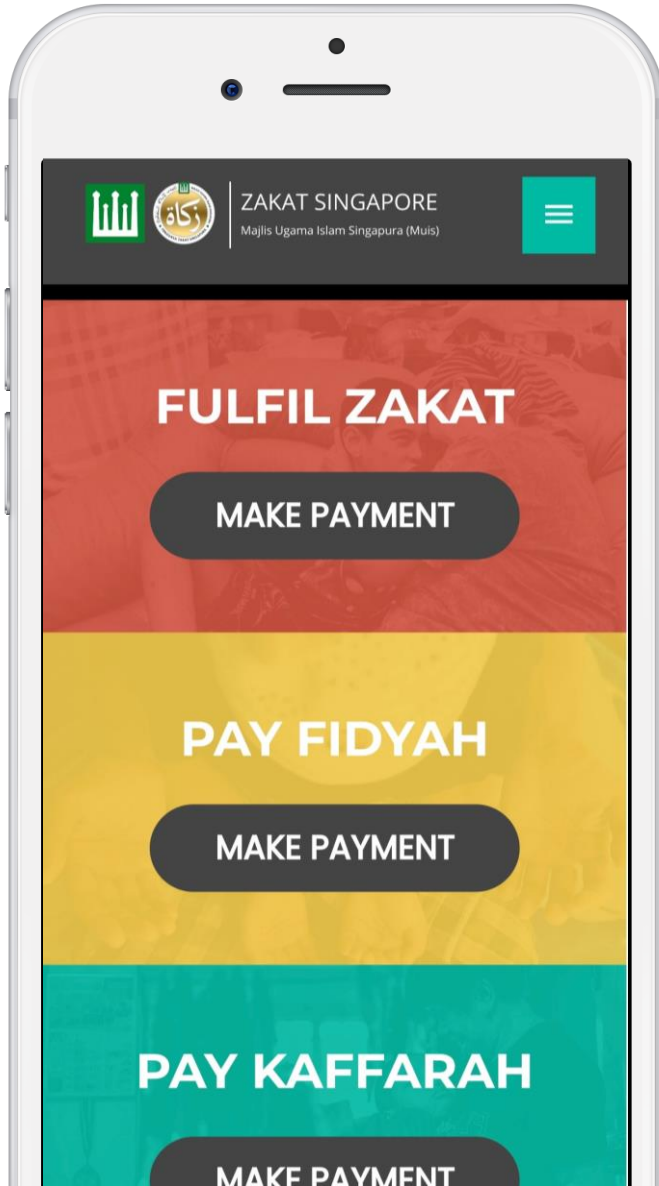 زكاة
ZAKAT SINGAPORE
Majlis Ugama Islam Singapura (Muis)
FULFIL ZAKAT
MAKE PAYMENT
PAY FIDYAH
MAKE PAYMENT
PAY KAFFARAH
MAKE PAYMENT